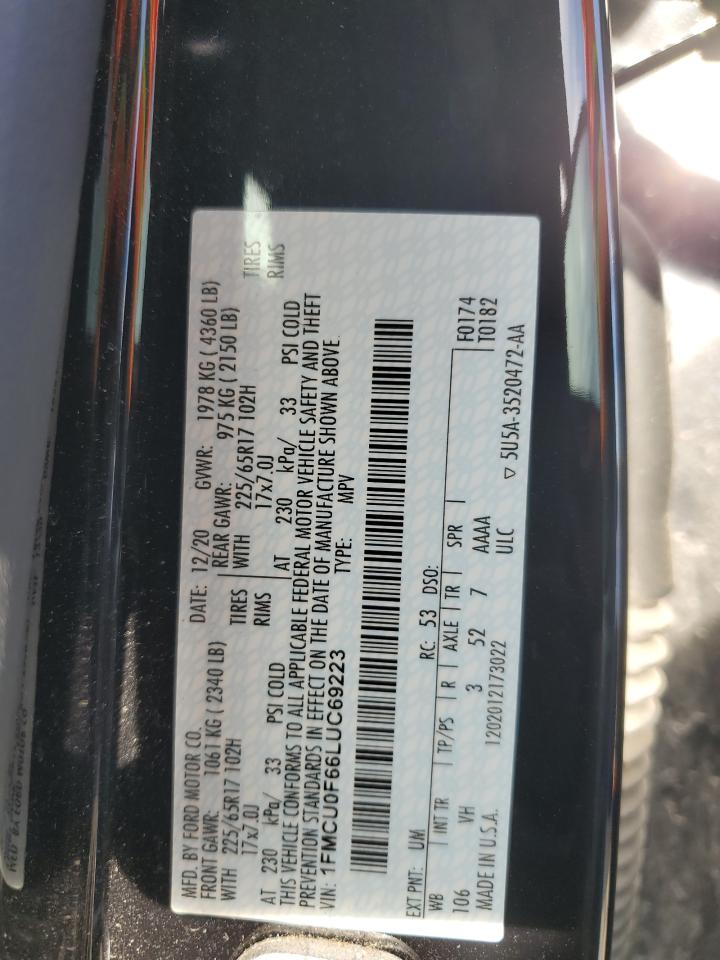 MFD. BY FORD MOTOR CO.
DATE: 12/20 GVWR: 1978 KG ( 4360 LB)
FRONT GAWR: 1061 KG ( 2340 LB) REAR GAWR: 975 KG ( 2150 LB)
WITH 225/65R17 102H TIRES WITH 225/65R17 102H TIRES
17x7.0J RIMS 17x7.0J RIMS
AT 230 kPa/ 33 PSI COLD AT 230 kPa/ 33 PSI COLD
THIS VEHICLE CONFORMS TO ALL APPLICABLE FEDERAL MOTOR VEHICLE SAFETY AND THEFT
PREVENTION STANDARDS IN EFFECT ON THE DATE OF MANUFACTURE SHOWN ABOVE.
VIN: 1FMCU0F66LUC69223 TYPE: MPV
EXT PNT: UM RC: 53 DSO:
WB INT TR TP/PS R AXLE TR SPR F0174
106 VH 3 52 7 AAAA T0182
MADE IN U.S.A. 1202012173022 ULC
▽ 5U5A-3520472-AA